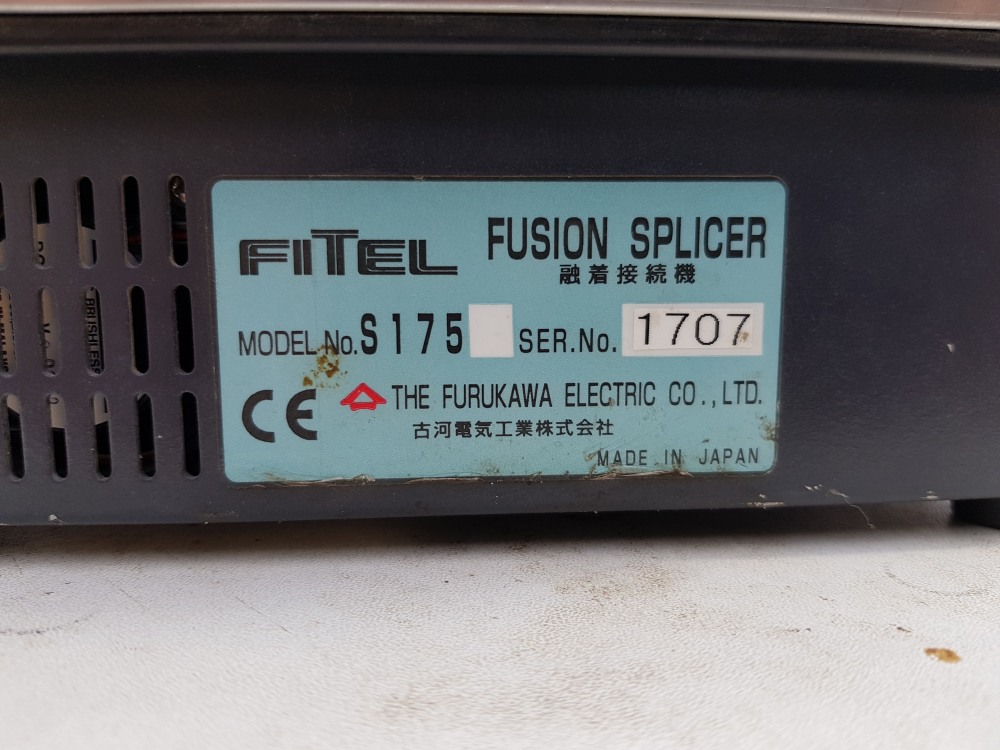 FITEL
FUSION SPLICER
融着接続機
MODEL No. S175 SER.No. 1707
CE THE FURUKAWA ELECTRIC CO.,LTD.
古河電気工業株式会社
MADE IN JAPAN
BRUSHLESS